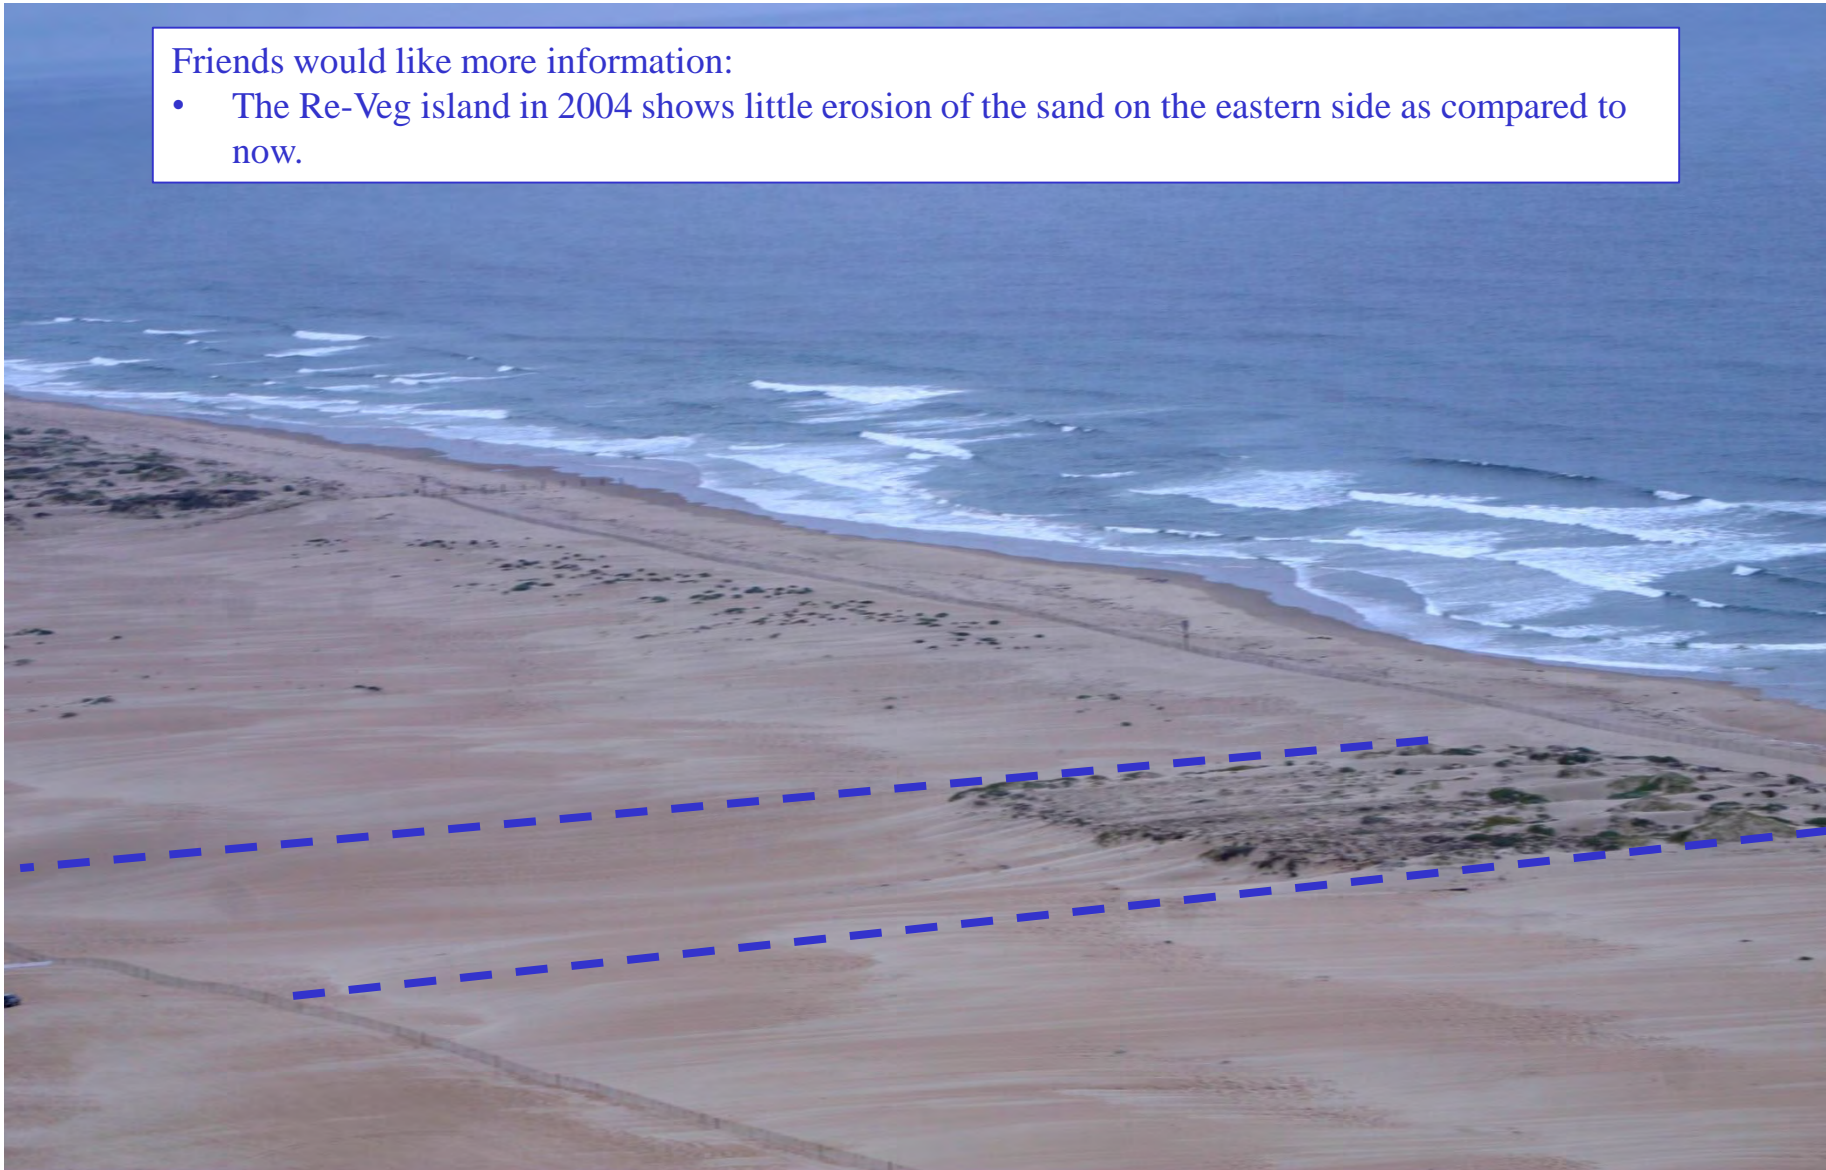 Friends would like more information:
• The Re-Veg island in 2004 shows little erosion of the sand on the eastern side as compared to
now.